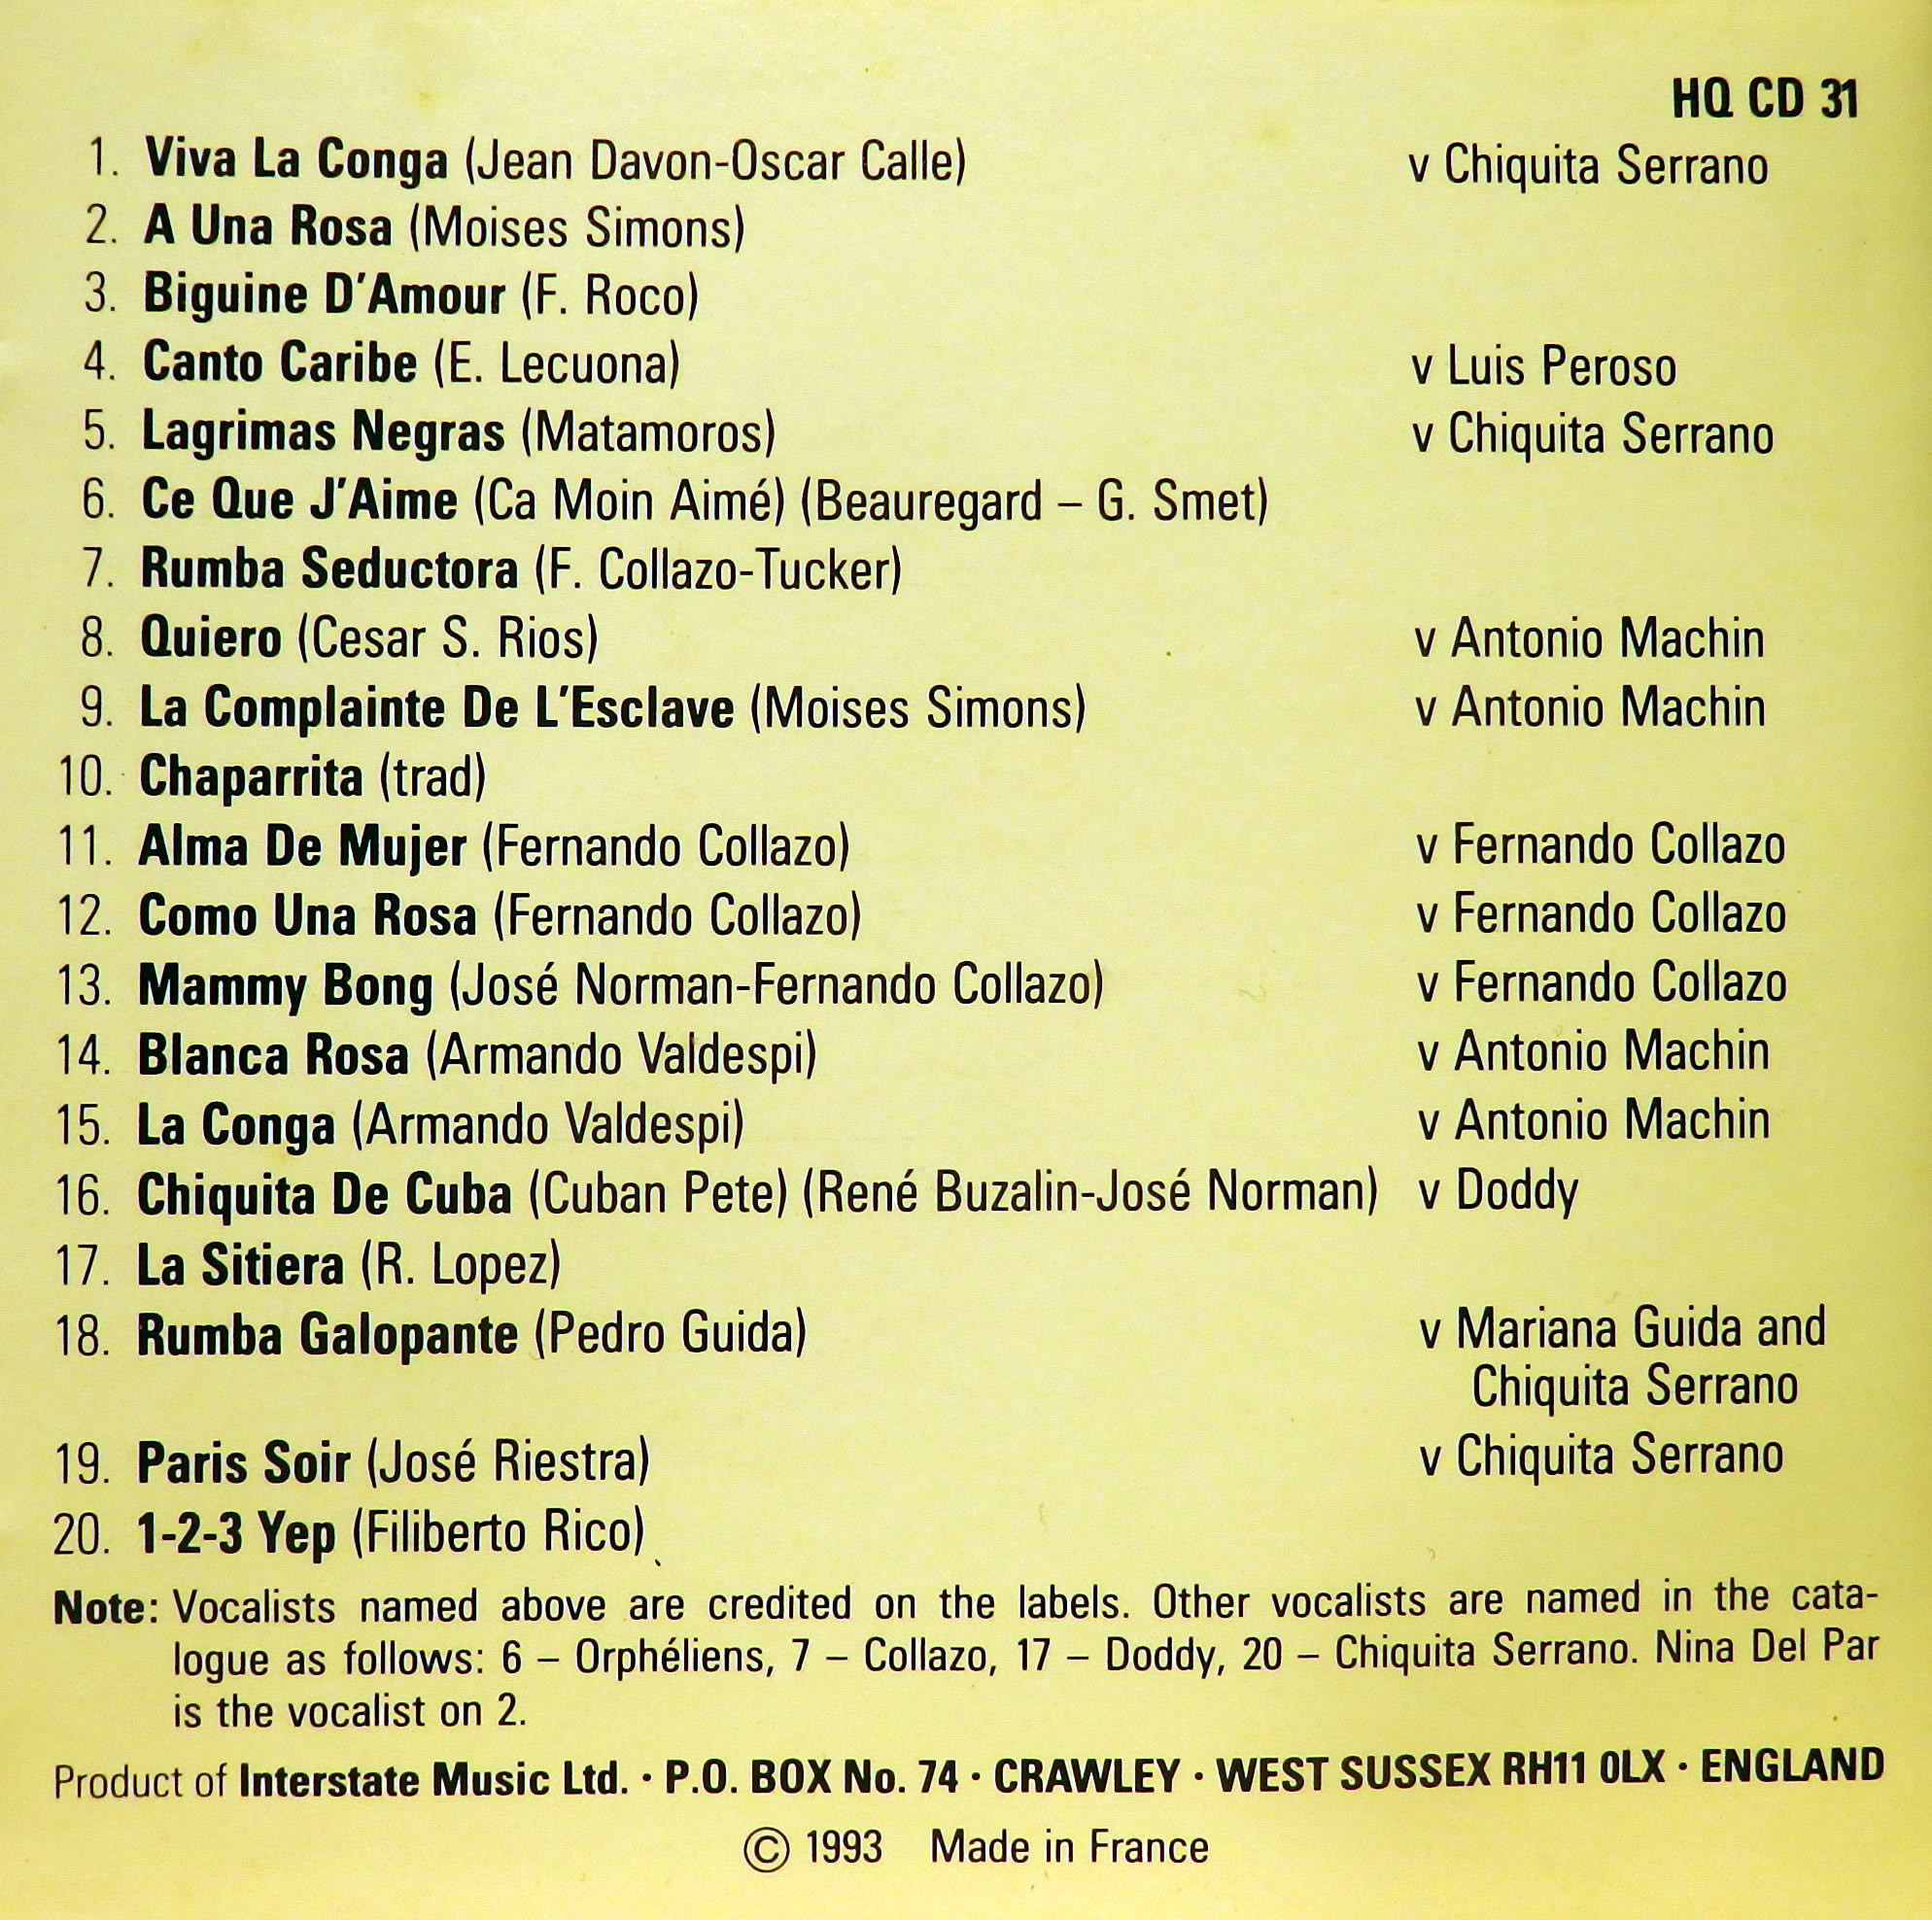 HQ CD 31
1. Viva La Conga (Jean Davon-Oscar Calle) v Chiquita Serrano
2. A Una Rosa (Moises Simons)
3. Biguine D'Amour (F. Roco)
4. Canto Caribe (E. Lecuona) v Luis Peroso
5. Lagrimas Negras (Matamoros) v Chiquita Serrano
6. Ce Que J'Aime (Ca Moin Aimé) (Beauregard – G. Smet)
7. Rumba Seductora (F. Collazo-Tucker)
8. Quiero (Cesar S. Rios) v Antonio Machin
9. La Complainte De L'Esclave (Moises Simons) v Antonio Machin
10. Chaparrita (trad)
11. Alma De Mujer (Fernando Collazo) v Fernando Collazo
12. Como Una Rosa (Fernando Collazo) v Fernando Collazo
13. Mammy Bong (José Norman-Fernando Collazo) v Fernando Collazo
14. Blanca Rosa (Armando Valdespi) v Antonio Machin
15. La Conga (Armando Valdespi) v Antonio Machin
16. Chiquita De Cuba (Cuban Pete) (René Buzalin-José Norman) v Doddy
17. La Sitiera (R. Lopez)
18. Rumba Galopante (Pedro Guida) v Mariana Guida and
Chiquita Serrano
19. Paris Soir (José Riestra) v Chiquita Serrano
20. 1-2-3 Yep (Filiberto Rico)
Note: Vocalists named above are credited on the labels. Other vocalists are named in the cata-
logue as follows: 6 – Orphéliens, 7 – Collazo, 17 – Doddy, 20 – Chiquita Serrano. Nina Del Par
is the vocalist on 2.
Product of Interstate Music Ltd. · P.O. BOX No. 74 · CRAWLEY · WEST SUSSEX RH11 0LX · ENGLAND
© 1993 Made in France